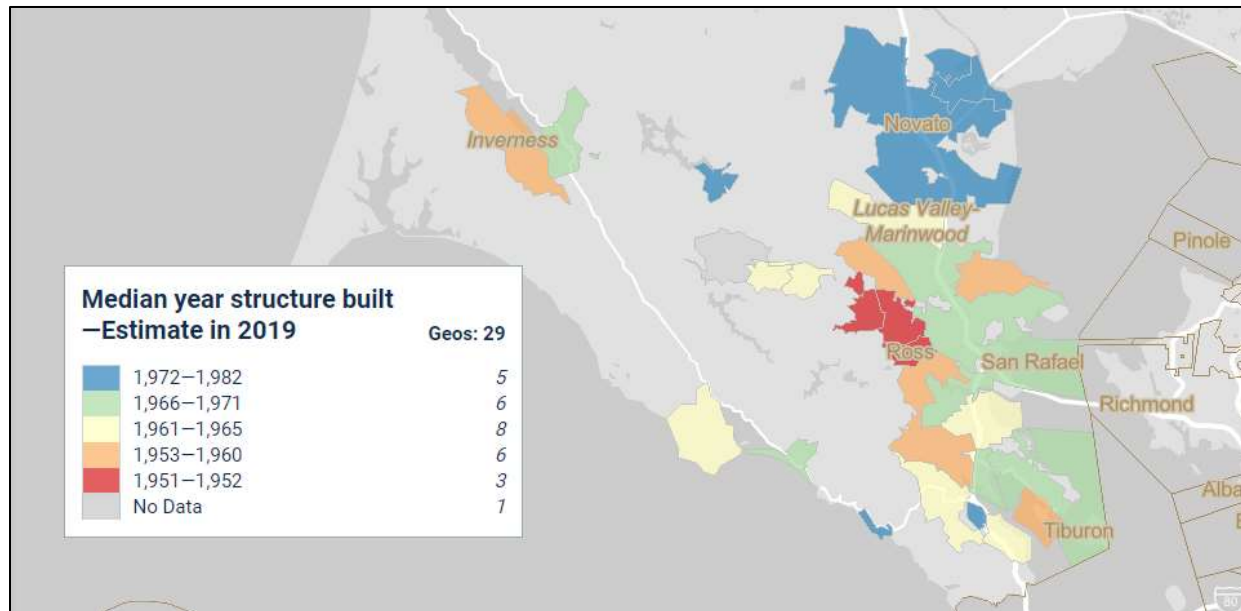 Novato
Inverness
Lucas Valley-
Marinwood
Pinole
Median year structure built
—Estimate in 2019
Geos: 29
1,972—1,982 5
1,966—1,971 6
1,961—1,965 8
1,953—1,960 6
1,951—1,952 3
No Data 1
Ross
San Rafael
Richmond
Alba
Tiburon
80